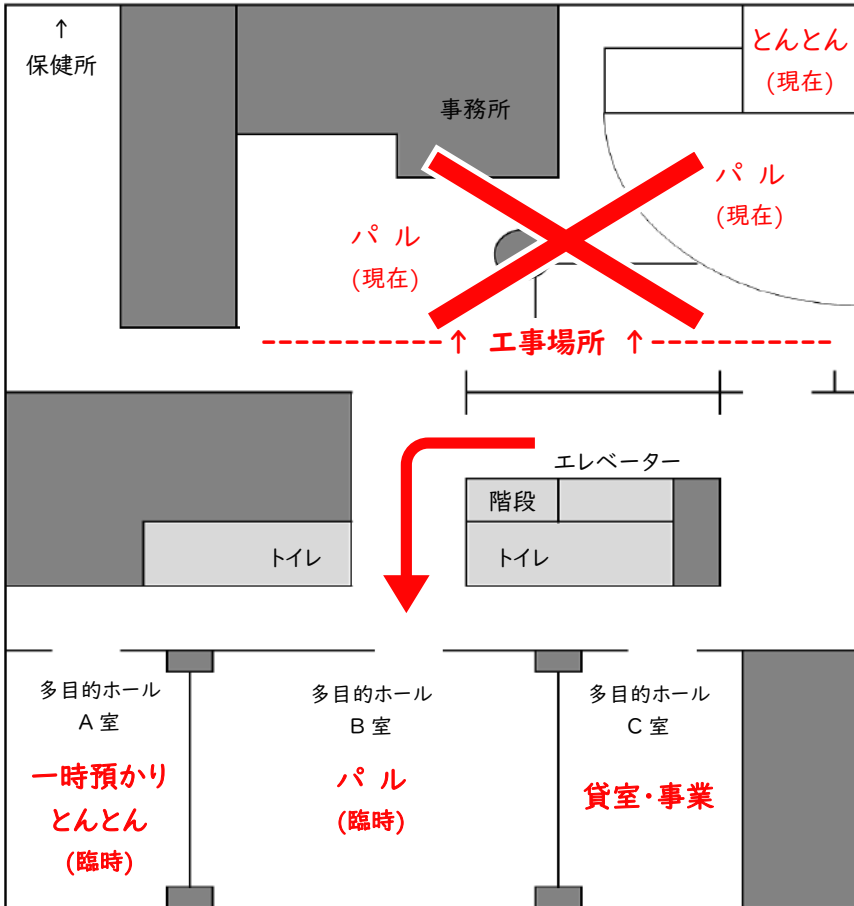 ↑
保健所
とんとん
(現在)
事務所
パ ル
(現在)
パ ル
(現在)
↑ 工事場所 ↑
エレベーター
階段
トイレ
トイレ
多目的ホール
A 室
一時預かり
とんとん
(臨時)
多目的ホール
B 室
パ ル
(臨時)
多目的ホール
C 室
貸室・事業